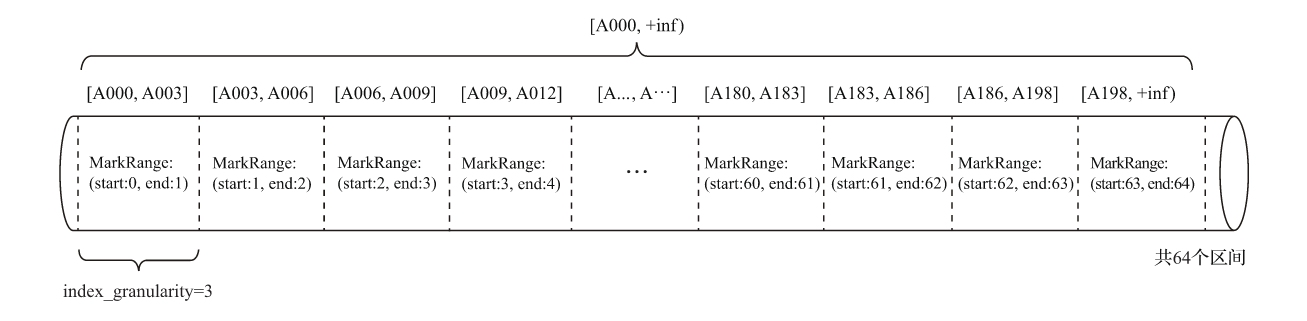 [A000, +inf)
[A000, A003] [A003, A006] [A006, A009] [A009, A012] [A..., A···] [A180, A183] [A183, A186] [A186, A198] [A198, +inf)
MarkRange: MarkRange: MarkRange: MarkRange: ... MarkRange: MarkRange: MarkRange: MarkRange:
(start:0, end:1) (start:1, end:2) (start:2, end:3) (start:3, end:4) (start:60, end:61) (start:61, end:62) (start:62, end:63) (start:63, end:64)
共64个区间
index_granularity=3